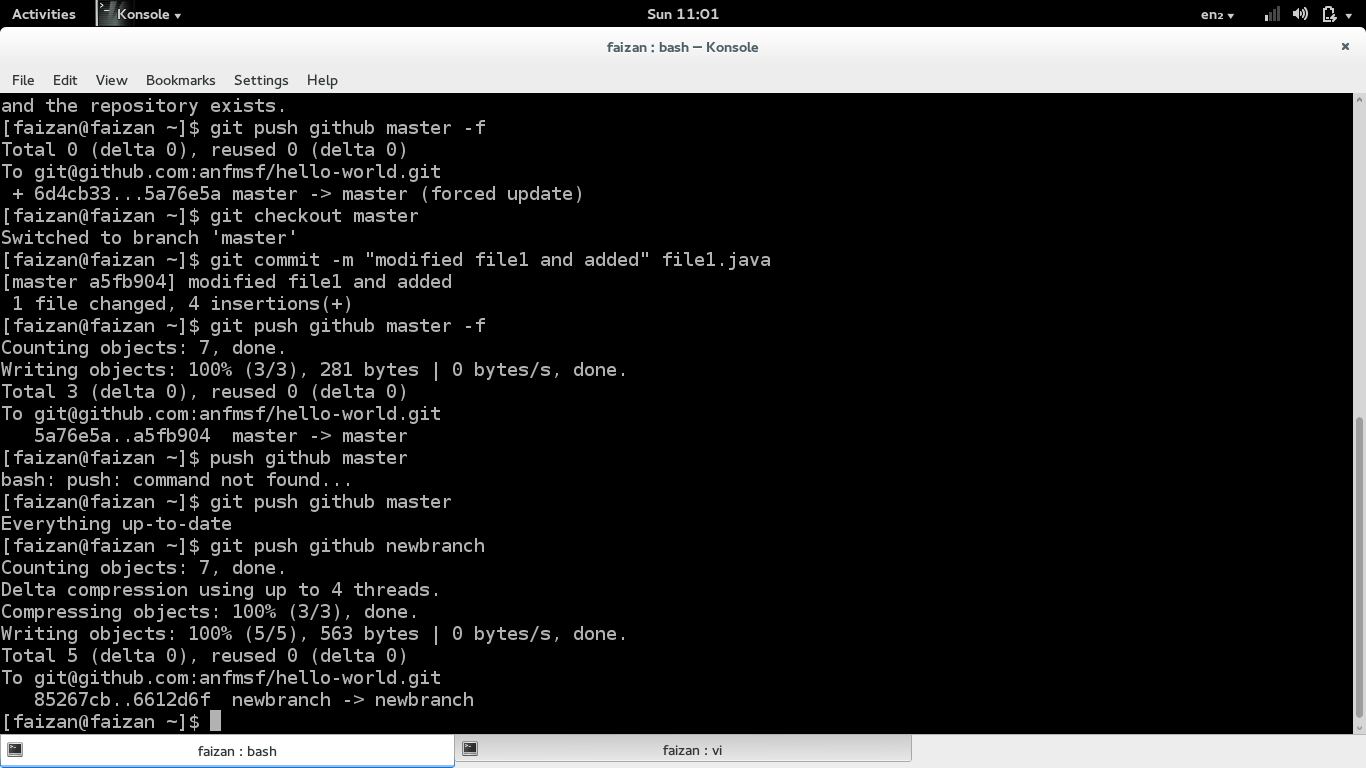 Activities Konsole Sun 11:01 en₂
faizan : bash — Konsole
File Edit View Bookmarks Settings Help
and the repository exists.
[faizan@faizan ~]$ git push github master -f
Total 0 (delta 0), reused 0 (delta 0)
To git@github.com:anfmsf/hello-world.git
 + 6d4cb33...5a76e5a master -> master (forced update)
[faizan@faizan ~]$ git checkout master
Switched to branch 'master'
[faizan@faizan ~]$ git commit -m "modified file1 and added" file1.java
[master a5fb904] modified file1 and added
 1 file changed, 4 insertions(+)
[faizan@faizan ~]$ git push github master -f
Counting objects: 7, done.
Writing objects: 100% (3/3), 281 bytes | 0 bytes/s, done.
Total 3 (delta 0), reused 0 (delta 0)
To git@github.com:anfmsf/hello-world.git
   5a76e5a..a5fb904  master -> master
[faizan@faizan ~]$ push github master
bash: push: command not found...
[faizan@faizan ~]$ git push github master
Everything up-to-date
[faizan@faizan ~]$ git push github newbranch
Counting objects: 7, done.
Delta compression using up to 4 threads.
Compressing objects: 100% (3/3), done.
Writing objects: 100% (5/5), 563 bytes | 0 bytes/s, done.
Total 5 (delta 0), reused 0 (delta 0)
To git@github.com:anfmsf/hello-world.git
   85267cb..6612d6f  newbranch -> newbranch
[faizan@faizan ~]$
faizan : bash faizan : vi